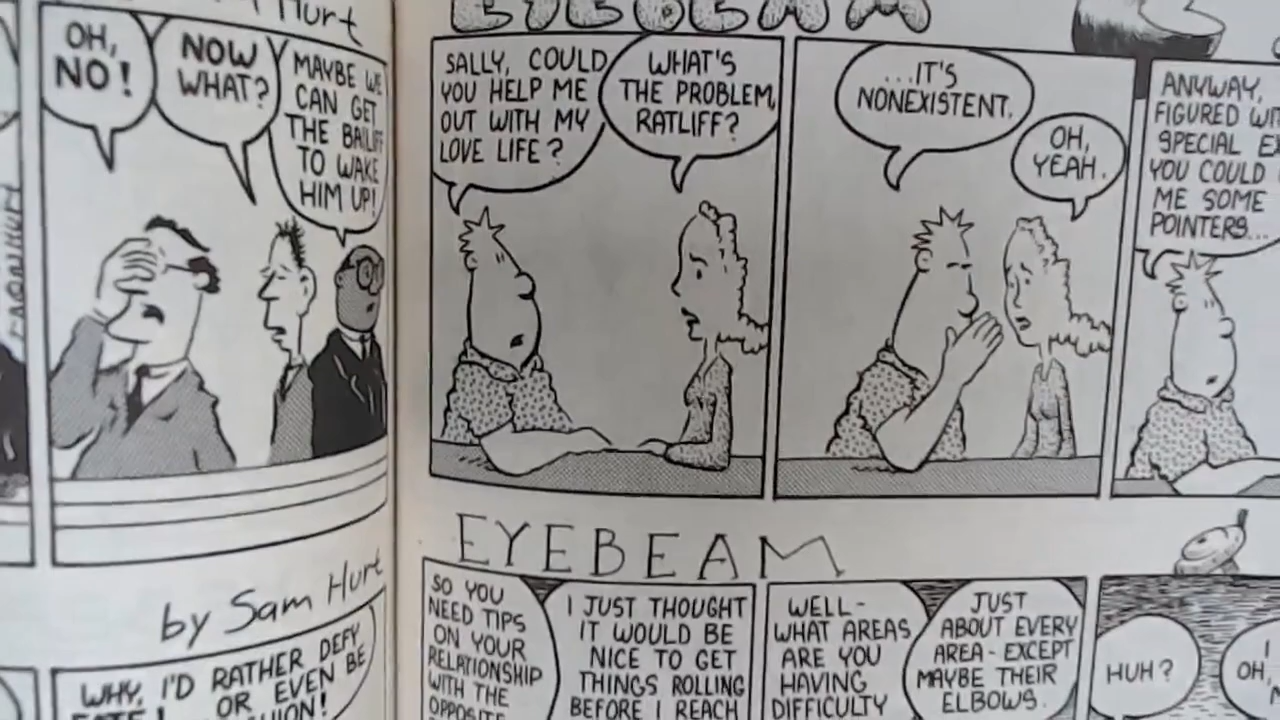 Hurt
OH,
NO!
NOW
WHAT?
MAYBE WE
CAN GET
THE BAILIFF
TO WAKE
HIM UP!
by Sam Hurt
WHY, I'D RATHER DEFY
OR EVEN BE
EYEBEAM
SALLY, COULD
YOU HELP ME
OUT WITH MY
LOVE LIFE?
WHAT'S
THE PROBLEM,
RATLIFF?
...IT'S
NONEXISTENT.
OH,
YEAH.
ANYWAY,
FIGURED
SPECIAL
YOU COULD
ME SOME
POINTERS...
EYEBEAM
SO YOU
NEED TIPS
ON YOUR
RELATIONSHIP
WITH THE
OPPOSITE
I JUST THOUGHT
IT WOULD BE
NICE TO GET
THINGS ROLLING
BEFORE I REACH
WELL-
WHAT AREAS
ARE YOU
HAVING
DIFFICULTY
JUST
ABOUT EVERY
AREA - EXCEPT
MAYBE THEIR
ELBOWS.
HUH?
I
OH,